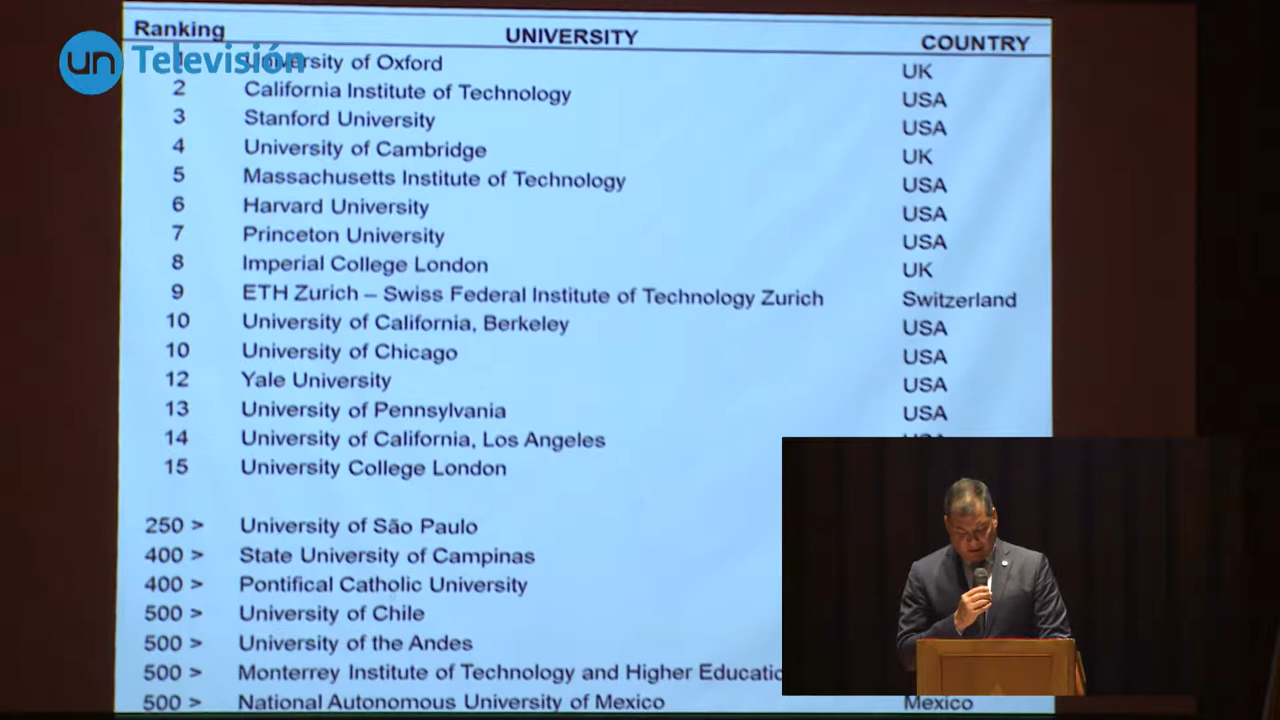 Ranking UNIVERSITY COUNTRY
un Televisión
1 University of Oxford UK
2 California Institute of Technology USA
3 Stanford University USA
4 University of Cambridge UK
5 Massachusetts Institute of Technology USA
6 Harvard University USA
7 Princeton University USA
8 Imperial College London UK
9 ETH Zurich – Swiss Federal Institute of Technology Zurich Switzerland
10 University of California, Berkeley USA
10 University of Chicago USA
12 Yale University USA
13 University of Pennsylvania USA
14 University of California, Los Angeles
15 University College London
250 > University of São Paulo
400 > State University of Campinas
400 > Pontifical Catholic University
500 > University of Chile
500 > University of the Andes
500 > Monterrey Institute of Technology and Higher
500 > National Autonomous University of Mexico Mexico